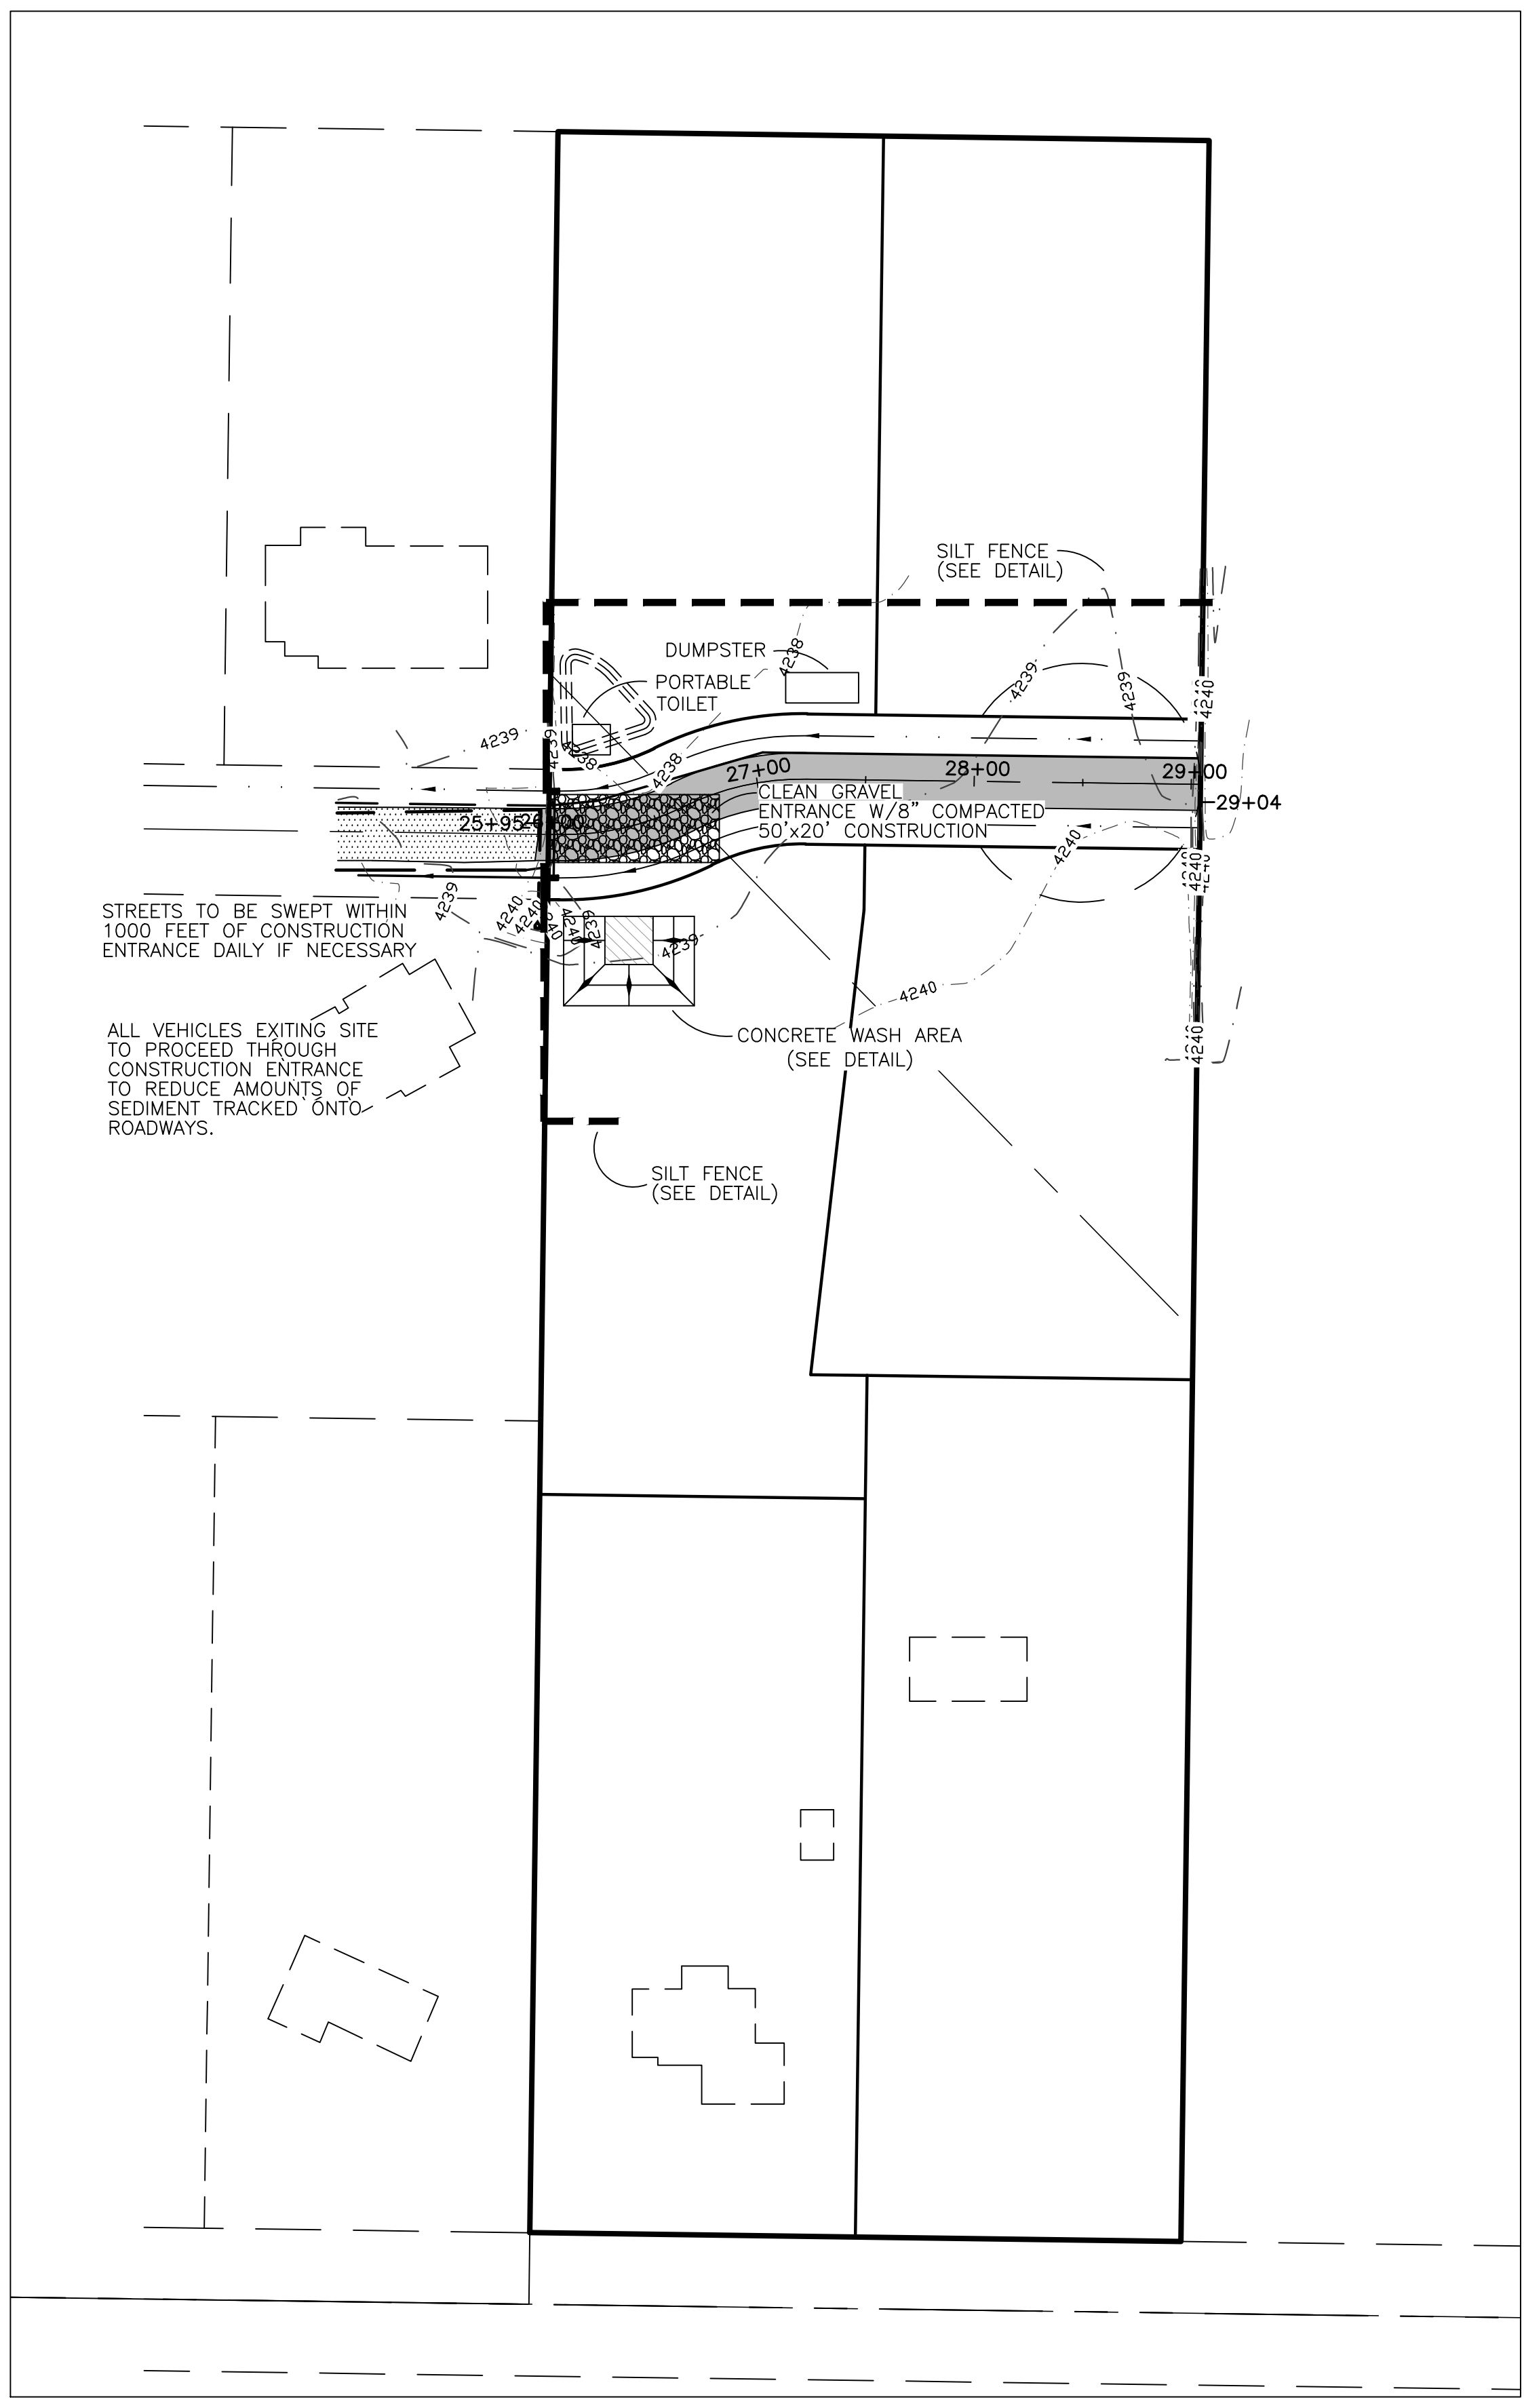 SILT FENCE
(SEE DETAIL)
DUMPSTER
4238
PORTABLE
TOILET
4239
4239
4240
4239
4239
4238
4238
27+00
28+00
29+00
29+04
CLEAN GRAVEL
ENTRANCE W/8" COMPACTED
50'x20' CONSTRUCTION
25+95
4240
4240
4240
4239
4240
4240
4240
4239
4239
STREETS TO BE SWEPT WITHIN
1000 FEET OF CONSTRUCTION
ENTRANCE DAILY IF NECESSARY
4240
ALL VEHICLES EXITING SITE
TO PROCEED THROUGH
CONSTRUCTION ENTRANCE
TO REDUCE AMOUNTS OF
SEDIMENT TRACKED ONTO
ROADWAYS.
CONCRETE WASH AREA
(SEE DETAIL)
4240
SILT FENCE
(SEE DETAIL)